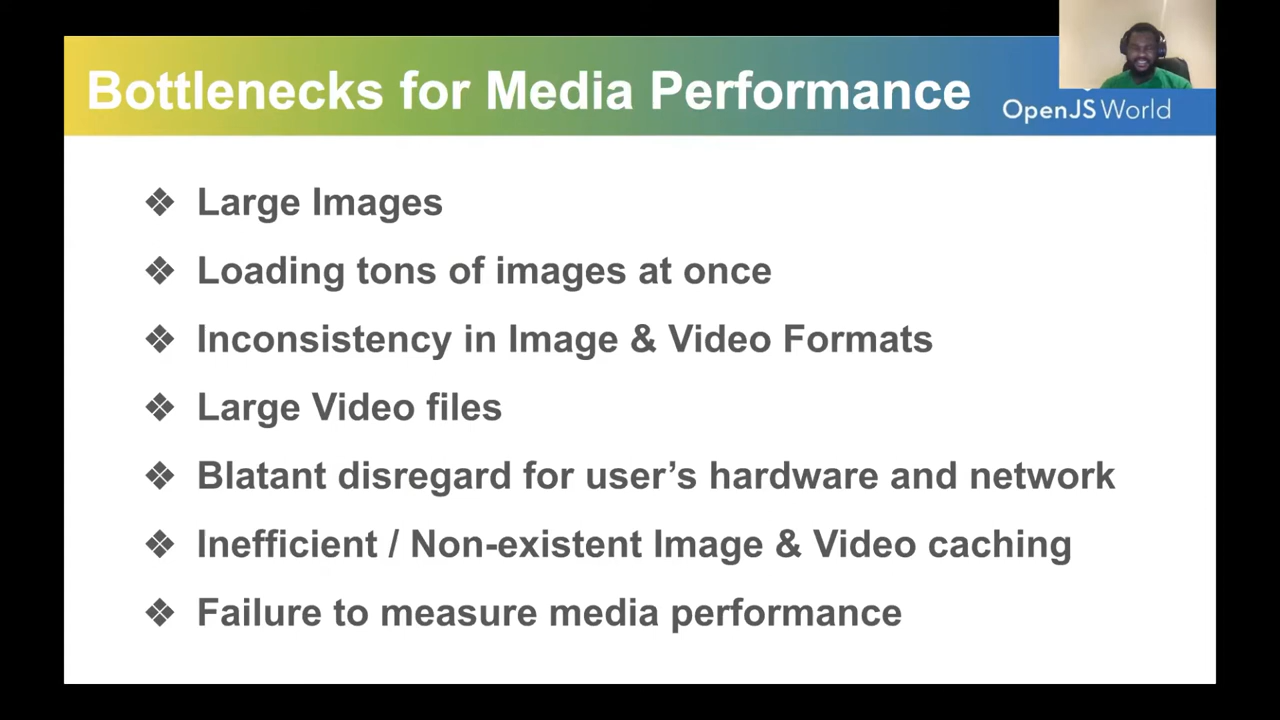 Bottlenecks for Media Performance
OpenJS World
❖ Large Images
❖ Loading tons of images at once
❖ Inconsistency in Image & Video Formats
❖ Large Video files
❖ Blatant disregard for user’s hardware and network
❖ Inefficient / Non-existent Image & Video caching
❖ Failure to measure media performance